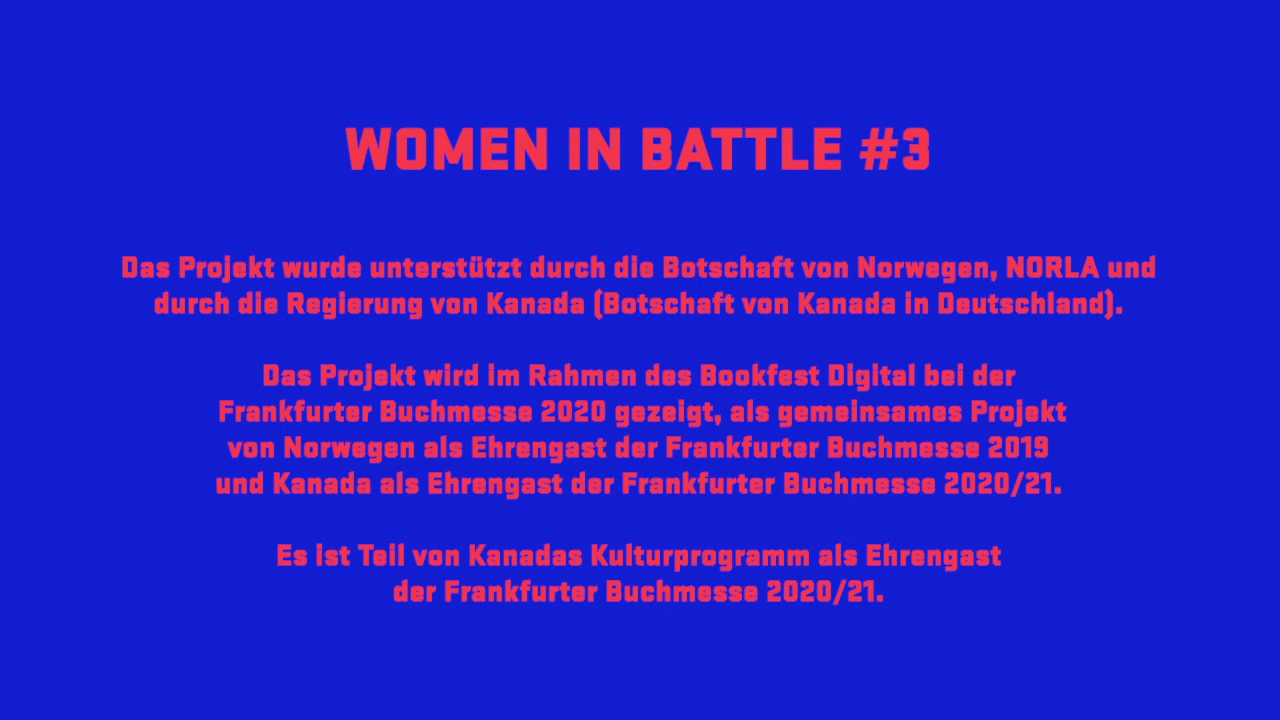 WOMEN IN BATTLE #3
Das Projekt wurde unterstützt durch die Botschaft von Norwegen, NORLA und
durch die Regierung von Kanada (Botschaft von Kanada in Deutschland).
Das Projekt wird im Rahmen des Bookfest Digital bei der
Frankfurter Buchmesse 2020 gezeigt, als gemeinsames Projekt
von Norwegen als Ehrengast der Frankfurter Buchmesse 2019
und Kanada als Ehrengast der Frankfurter Buchmesse 2020/21.
Es ist Teil von Kanadas Kulturprogramm als Ehrengast
der Frankfurter Buchmesse 2020/21.